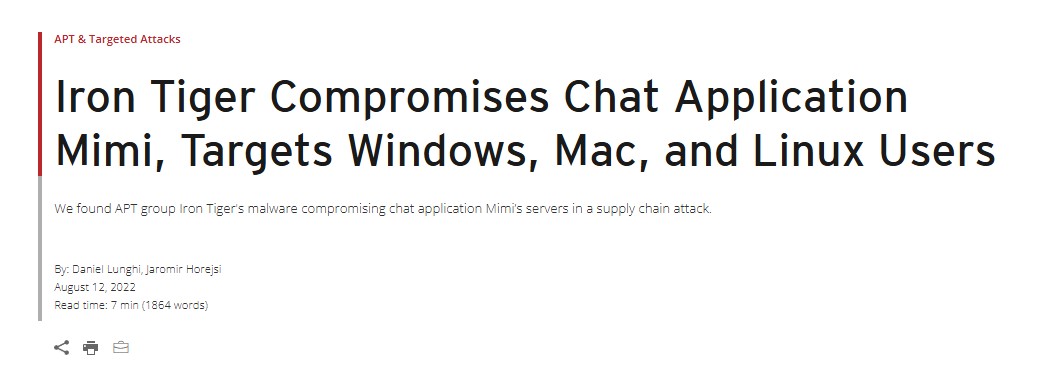 APT & Targeted Attacks
Iron Tiger Compromises Chat Application
Mimi, Targets Windows, Mac, and Linux Users
We found APT group Iron Tiger's malware compromising chat application Mimi's servers in a supply chain attack.
By: Daniel Lunghi, Jaromir Horejsi
August 12, 2022
Read time: 7 min (1864 words)